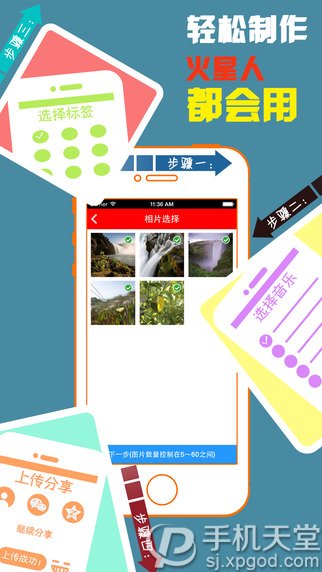 轻松制作
火星人
都会用
步骤三:
选择标签
步骤一:
11:36 AM
相片选择
步骤二:
选择音乐
下一步(图片数量控制在5～60之间)
上传分享
继续分享
上传成功!
步骤四
手机天堂
sj.xpgod.com